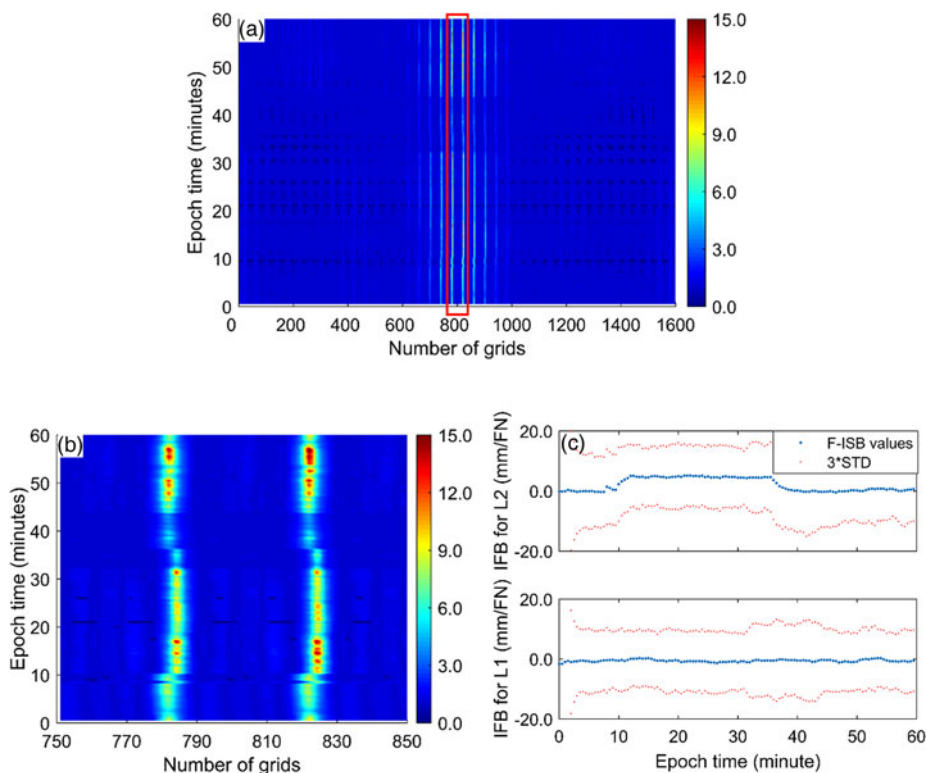 (a)
Epoch time (minutes)
60
50
40
30
20
10
0
0 200 400 600 800 1000 1200 1400 1600
Number of grids
15.0
12.0
9.0
6.0
3.0
0.0
(b)
Epoch time (minutes)
60
50
40
30
20
10
0
750 770 790 810 830 850
Number of grids
15.0
12.0
9.0
6.0
3.0
0.0
(c)
IFB for L2 (mm/FN)
20.0
0.0
-20.0
F-ISB values
3*STD
IFB for L1 (mm/FN)
20.0
0.0
-20.0
0 10 20 30 40 50 60
Epoch time (minute)